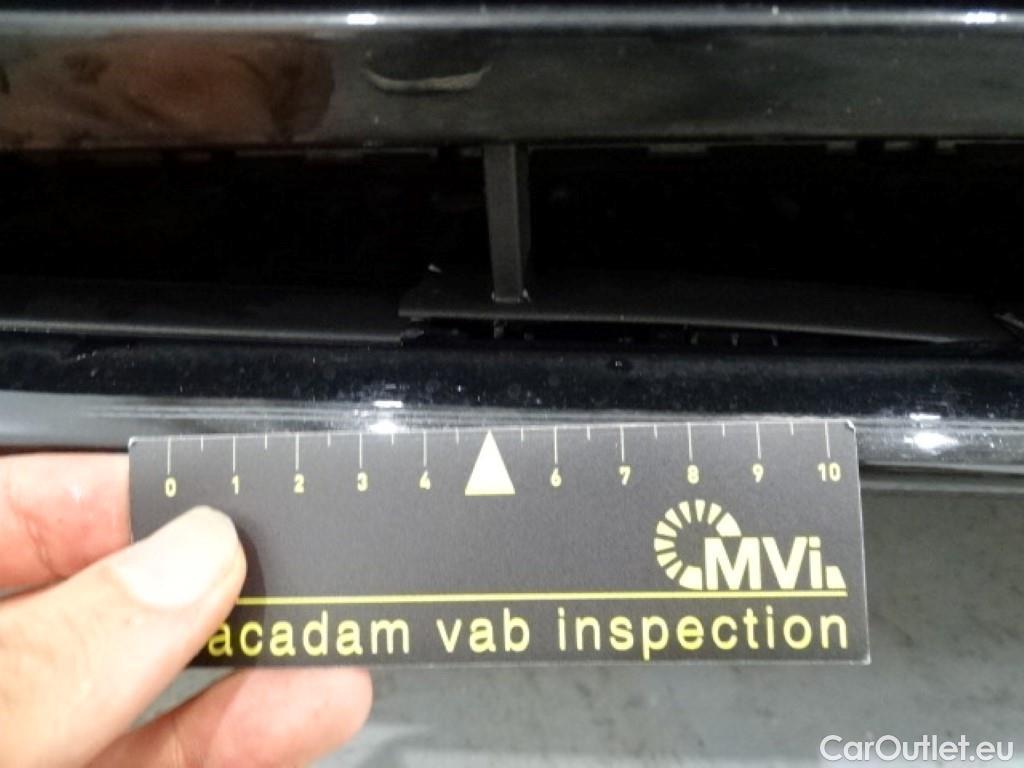 0 1 2 3 4 6 7 8 9 10
MVi
acadam vab inspection
CarOutlet.eu